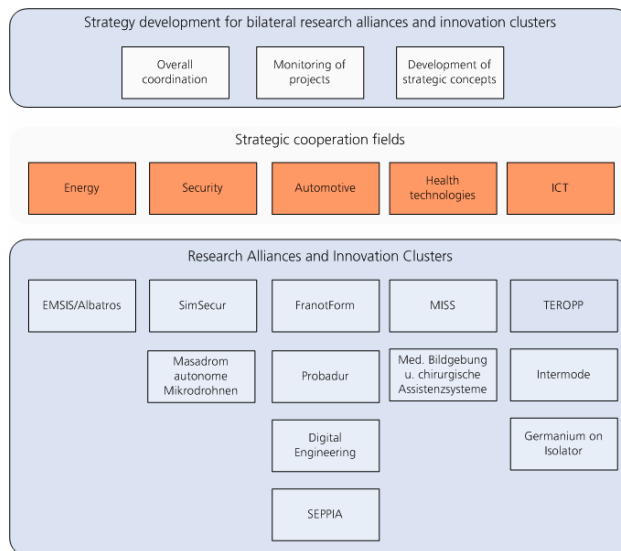 Strategy development for bilateral research alliances and innovation clusters
Overall
coordination
Monitoring of
projects
Development of
strategic concepts
Strategic cooperation fields
Energy
Security
Automotive
Health
technologies
ICT
Research Alliances and Innovation Clusters
EMSIS/Albatros
SimSecur
FranotForm
MISS
TEROPP
Masadrom
autonome
Mikrodrohnen
Probadur
Med. Bildgebung
u. chirurgische
Assistenzsysteme
Intermode
Digital
Engineering
Germanium on
Isolator
SEPPIA